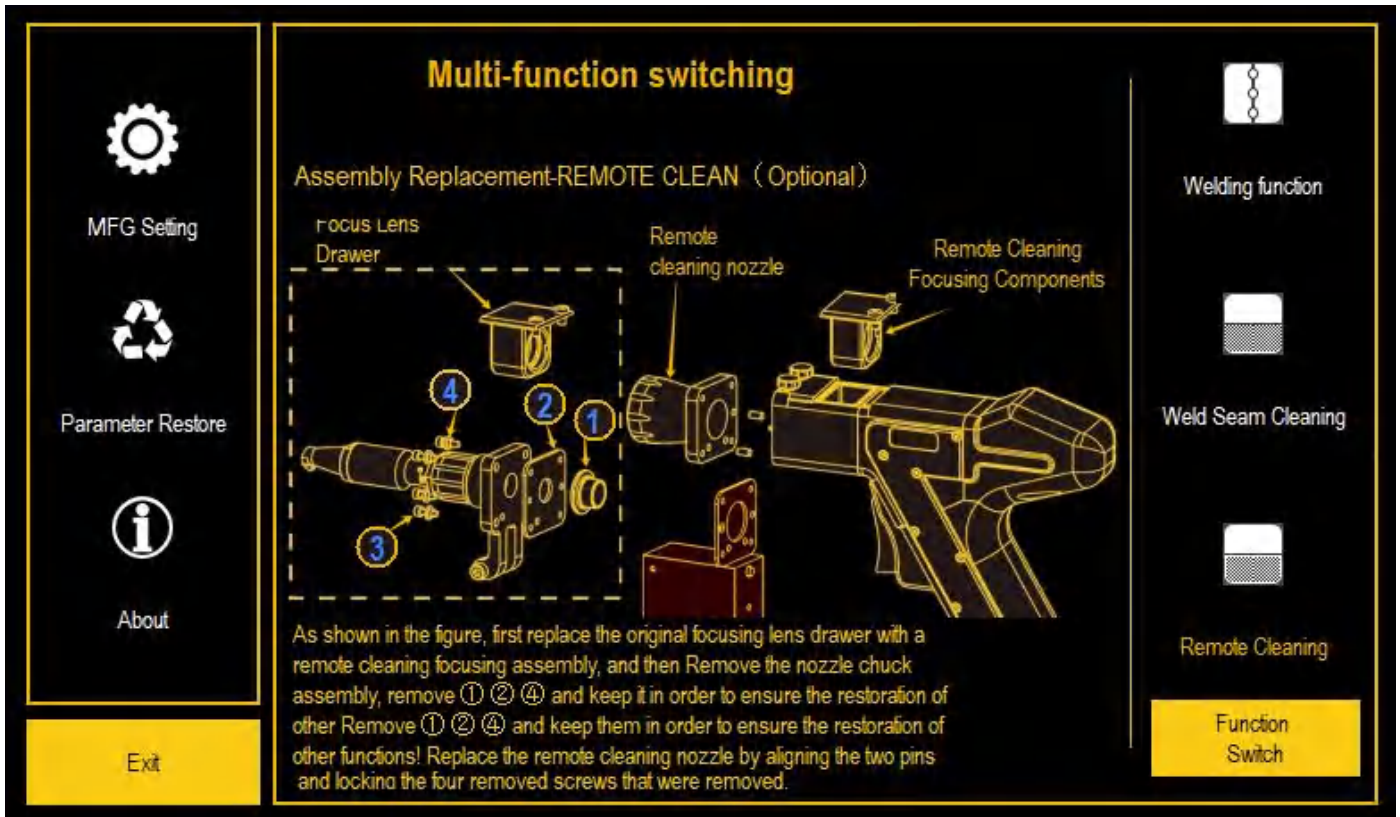 MFG Setting
Parameter Restore
About
Exit
Multi-function switching
Assembly Replacement-REMOTE CLEAN（Optional）
Focus Lens
Drawer
Remote
cleaning nozzle
Remote Cleaning
Focusing Components
4
2
1
3
As shown in the figure, first replace the original focusing lens drawer with a
remote cleaning focusing assembly, and then Remove the nozzle chuck
assembly, remove ① ② ④ and keep it in order to ensure the restoration of
other Remove ① ② ④ and keep them in order to ensure the restoration of
other functions! Replace the remote cleaning nozzle by aligning the two pins
and locking the four removed screws that were removed.
Welding function
Weld Seam Cleaning
Remote Cleaning
Function
Switch